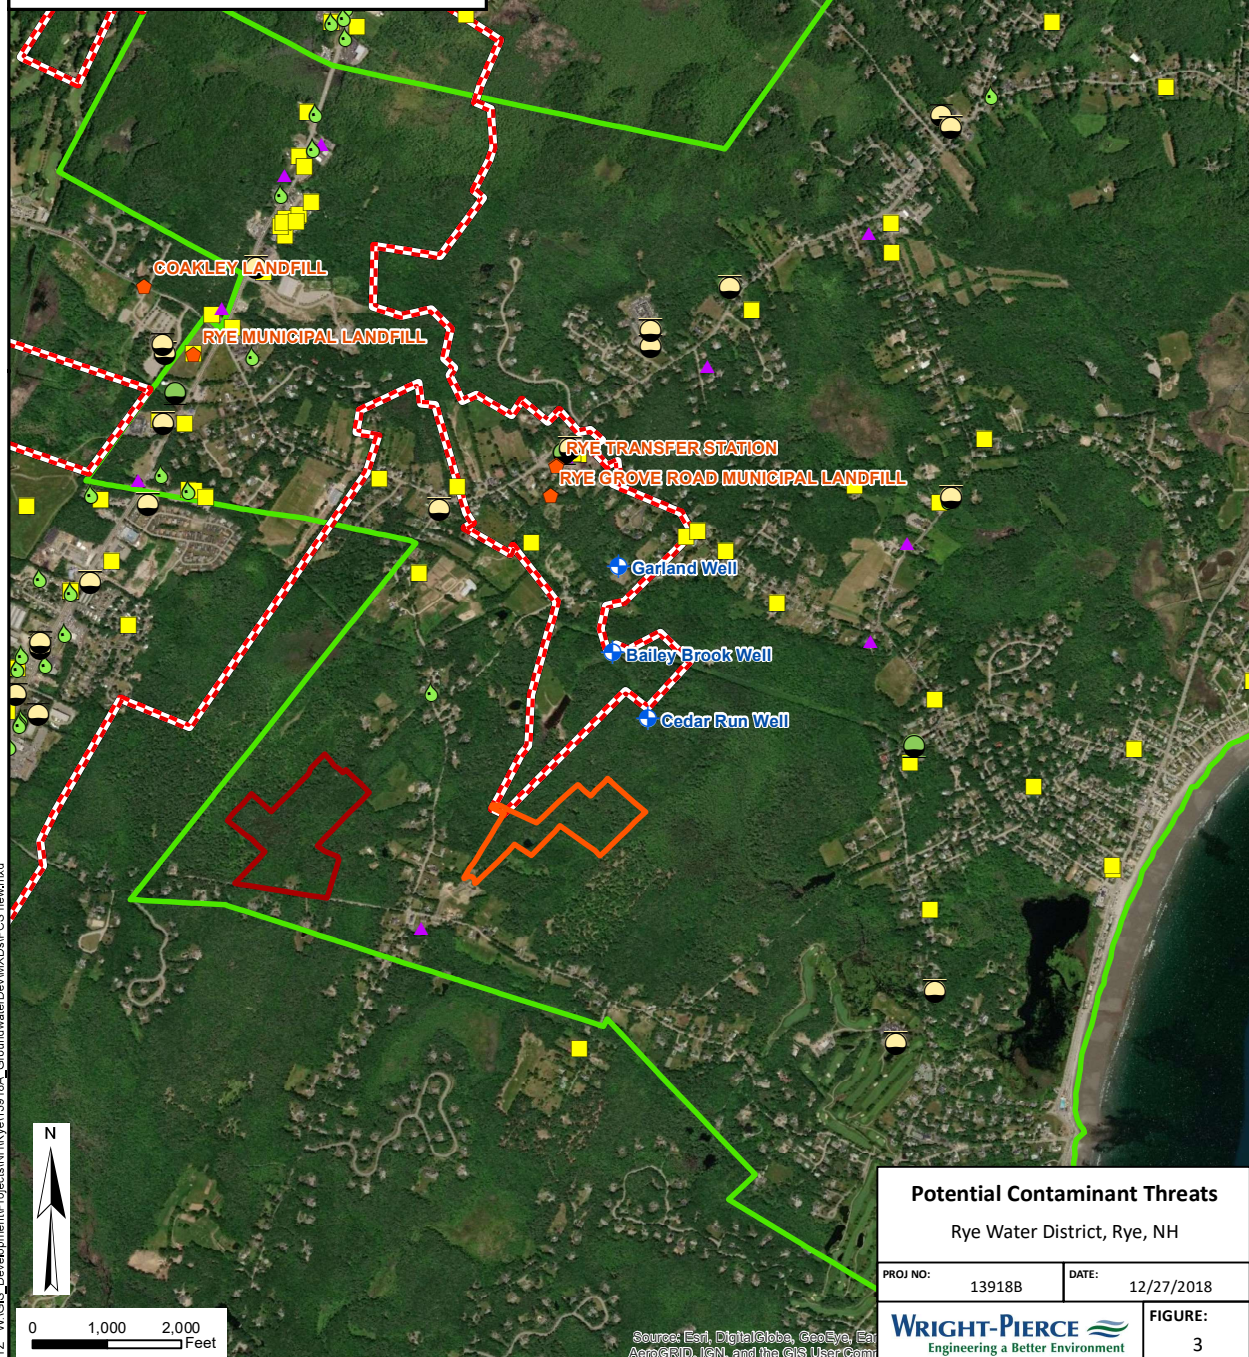 COAKLEY LANDFILL
RYE MUNICIPAL LANDFILL
RYE TRANSFER STATION
RYE GROVE ROAD MUNICIPAL LANDFILL
Garland Well
Bailey Brook Well
Cedar Run Well
N
0 1,000 2,000
Feet
Source: Esri, DigitalGlobe, GeoEye,
AeroGRID, IGN, and the GIS User
Potential Contaminant Threats
Rye Water District, Rye, NH
PROJ NO:
13918B
DATE:
12/27/2018
WRIGHT-PIERCE
Engineering a Better Environment
FIGURE:
3